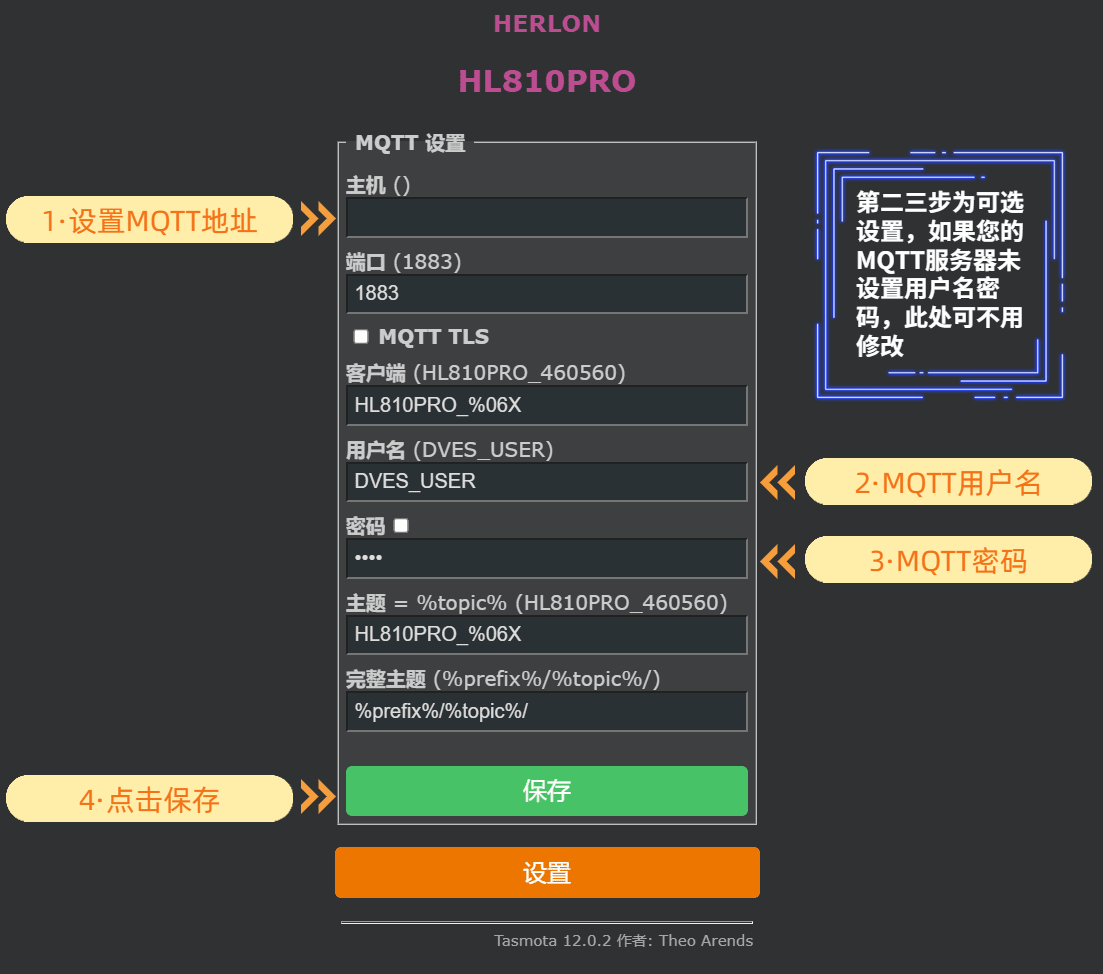 HERLON
HL810PRO
MQTT 设置
主机 ()
1·设置MQTT地址
端口 (1883)
1883
MQTT TLS
客户端 (HL810PRO_460560)
HL810PRO_%06X
第二三步为可选
设置，如果您的
MQTT服务器未
设置用户名密
码，此处可不用
修改
用户名 (DVES_USER)
DVES_USER
2·MQTT用户名
密码
••••
3·MQTT密码
主题 = %topic% (HL810PRO_460560)
HL810PRO_%06X
完整主题 (%prefix%/%topic%/)
%prefix%/%topic%/
4·点击保存
保存
设置
Tasmota 12.0.2 作者: Theo Arends